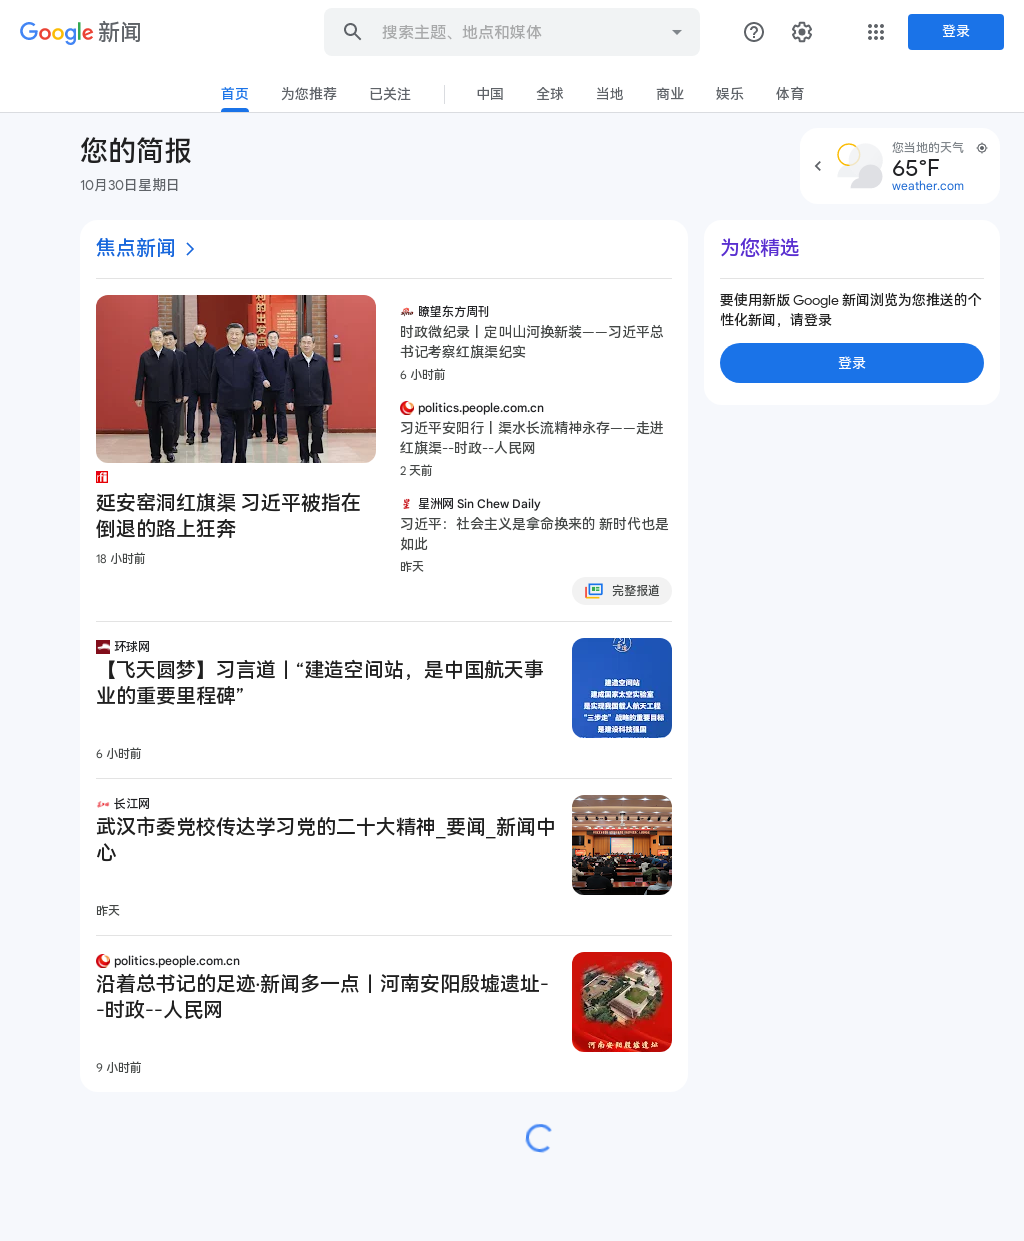 Google 新闻
搜索主题、地点和媒体
登录
首页
为您推荐
已关注
中国
全球
当地
商业
娱乐
体育
您的简报
10月30日星期日
您当地的天气
65°F
weather.com
焦点新闻
利的出发点
延安窑洞红旗渠 习近平被指在
倒退的路上狂奔
18 小时前
瞭望东方周刊
时政微纪录丨定叫山河换新装——习近平总
书记考察红旗渠纪实
6 小时前
politics.people.com.cn
习近平安阳行丨渠水长流精神永存——走进
红旗渠--时政--人民网
2 天前
星洲网 Sin Chew Daily
习近平：社会主义是拿命换来的 新时代也是
如此
昨天
完整报道
环球网
【飞天圆梦】习言道丨“建造空间站，是中国航天事
业的重要里程碑”
6 小时前
建造空间站
建成国家太空实验室
是实现我国载人航天工程
“三步走”战略的重要目标
是建设科技强国
长江网
武汉市委党校传达学习党的二十大精神_要闻_新闻中
心
昨天
politics.people.com.cn
沿着总书记的足迹·新闻多一点丨河南安阳殷墟遗址-
-时政--人民网
9 小时前
河南安阳殷墟遗址
为您精选
要使用新版 Google 新闻浏览为您推送的个
性化新闻，请登录
登录